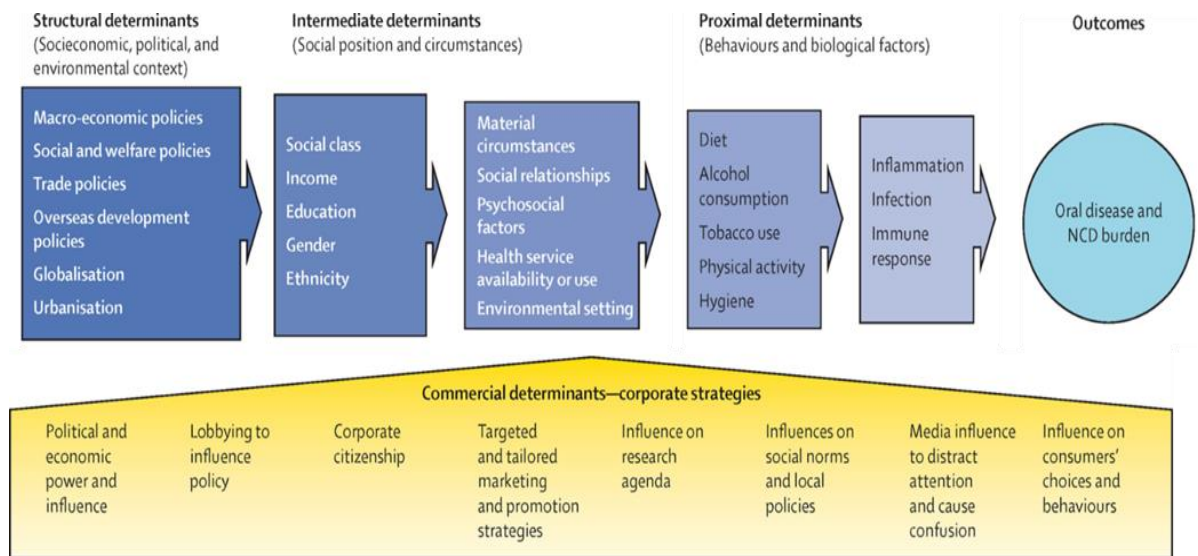 Structural determinants
(Socieconomic, political, and
environmental context)
Intermediate determinants
(Social position and circumstances)
Proximal determinants
(Behaviours and biological factors)
Outcomes
Macro-economic policies
Social and welfare policies
Trade policies
Overseas development
policies
Globalisation
Urbanisation
Social class
Income
Education
Gender
Ethnicity
Material
circumstances
Social relationships
Psychosocial
factors
Health service
availability or use
Environmental setting
Diet
Alcohol
consumption
Tobacco use
Physical activity
Hygiene
Inflammation
Infection
Immune
response
Oral disease and
NCD burden
Commercial determinants—corporate strategies
Political and
economic
power and
influence
Lobbying to
influence
policy
Corporate
citizenship
Targeted
and tailored
marketing
and promotion
strategies
Influence on
research
agenda
Influences on
social norms
and local
policies
Media influence
to distract
attention
and cause
confusion
Influence on
consumers’
choices and
behaviours